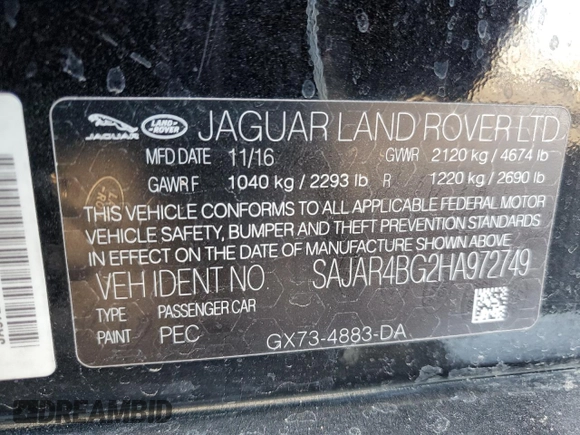 JAGUAR LAND ROVER JAGUAR LAND ROVER LTD.
MFD DATE 11/16 GVWR 2120 kg / 4674 lb
GAWR F 1040 kg / 2293 lb R 1220 kg / 2690 lb
THIS VEHICLE CONFORMS TO ALL APPLICABLE FEDERAL MOTOR
VEHICLE SAFETY, BUMPER AND THEFT PREVENTION STANDARDS
IN EFFECT ON THE DATE OF MANUFACTURE SHOWN ABOVE
VEH IDENT NO. SAJAR4BG2HA972749
TYPE PASSENGER CAR
PAINT PEC
GX73-4883-DA
DREAMBID